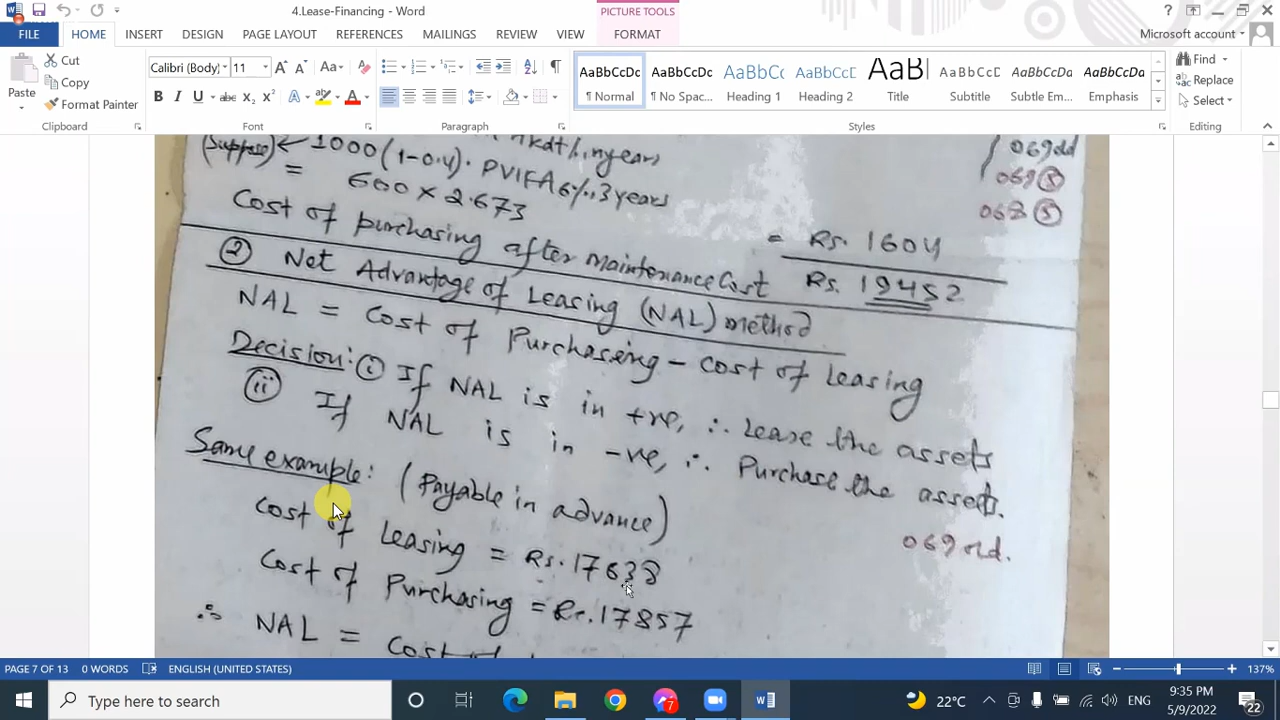 4.Lease-Financing - Word
PICTURE TOOLS
Microsoft account
FILE HOME INSERT DESIGN PAGE LAYOUT REFERENCES MAILINGS REVIEW VIEW FORMAT
Paste
Cut
Copy
Format Painter
Clipboard
Calibri (Body) 11
Font
Paragraph
AaBbCcDc AaBbCcDc AaBbCc AaBbCcC AaB AaBbCcD AaBbCcDc AaBbCcDc
¶ Normal ¶ No Spac... Heading 1 Heading 2 Title Subtitle Subtle Em... Emphasis
Styles
Find
Replace
Select
Editing
(Suppose) ← 1000 (1-0.4). PVIFA 6%, 3 years
= 600 × 2.673
= Rs. 1604
Cost of purchasing after maintenance Cost Rs. 19452
069 old
069 (S)
068 (S)
② Net Advantage of Leasing (NAL) method
NAL = Cost of Purchaseing - Cost of Leasing
Decision: (i) If NAL is in +ve, ∴ Lease the assets
(ii) If NAL is in -ve, ∴ Purchase the assets.
069 old.
Same example: (Payable in advance)
Cost of Leasing = Rs. 17638
Cost of Purchasing = Rs. 17857
∴ NAL = Cost of
PAGE 7 OF 13 0 WORDS ENGLISH (UNITED STATES) 137%
Type here to search
7
22°C
ENG
9:35 PM
5/9/2022
22